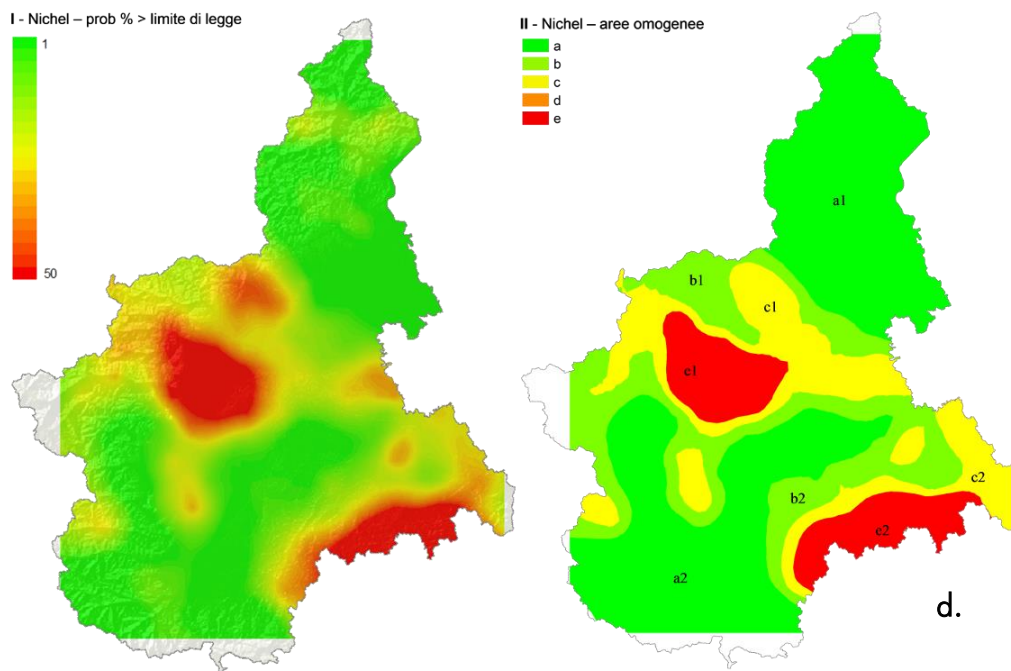 I - Nichel – prob % > limite di legge
1
50
II - Nichel – aree omogenee
a
b
c
d
e
a1
b1
c1
e1
c2
b2
e2
a2
d.